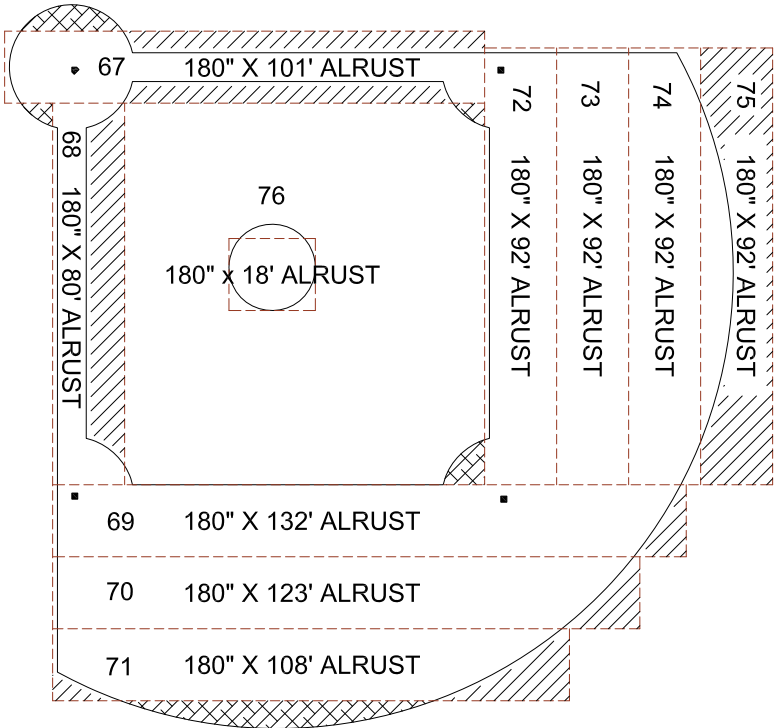 67 180" X 101' ALRUST
68 180" X 80' ALRUST
72 180" X 92' ALRUST
73 180" X 92' ALRUST
74 180" X 92' ALRUST
75 180" X 92' ALRUST
76
180" x 18' ALRUST
69 180" X 132' ALRUST
70 180" X 123' ALRUST
71 180" X 108' ALRUST